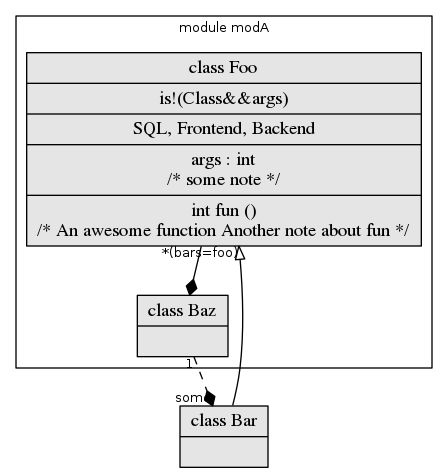 module modA
class Foo
is!(Class&&args)
SQL, Frontend, Backend
args : int
/* some note */
int fun ()
/* An awesome function Another note about fun */
*(bars=foo)
class Baz
1
som
class Bar